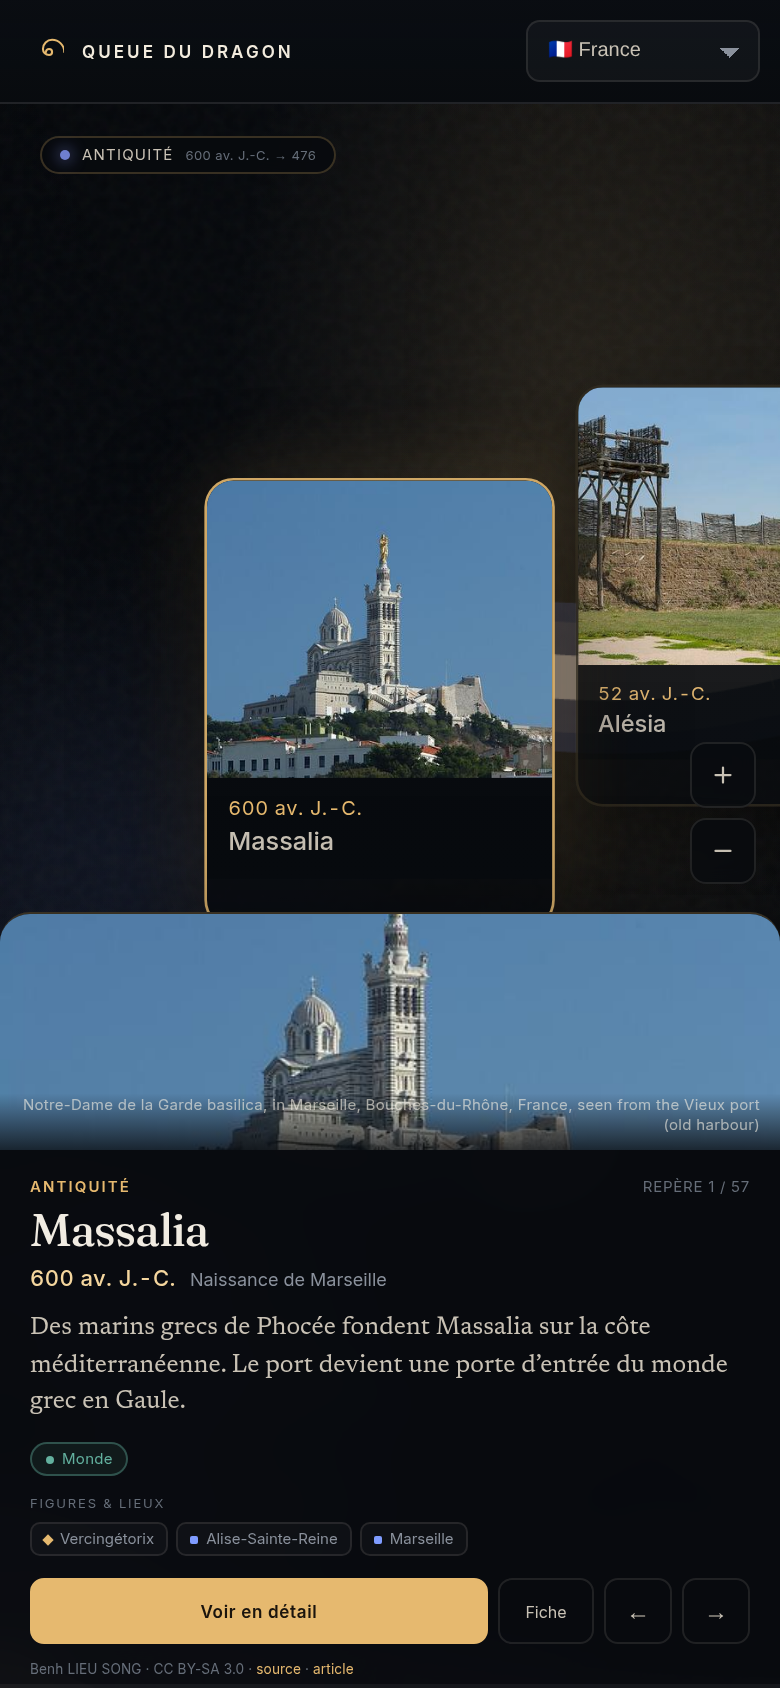 QUEUE DU DRAGON
🇫🇷 France
ANTIQUITÉ 600 av. J.-C. → 476
52 av. J.-C.
Alésia
600 av. J.-C.
Massalia
+
−
Notre-Dame de la Garde basilica, in Marseille, Bouches-du-Rhône, France, seen from the Vieux port
(old harbour)
ANTIQUITÉ
REPÈRE 1 / 57
Massalia
600 av. J.-C. Naissance de Marseille
Des marins grecs de Phocée fondent Massalia sur la côte
méditerranéenne. Le port devient une porte d’entrée du monde
grec en Gaule.
Monde
FIGURES & LIEUX
Vercingétorix
Alise-Sainte-Reine
Marseille
Voir en détail
Fiche
←
→
Benh LIEU SONG · CC BY-SA 3.0 · source · article